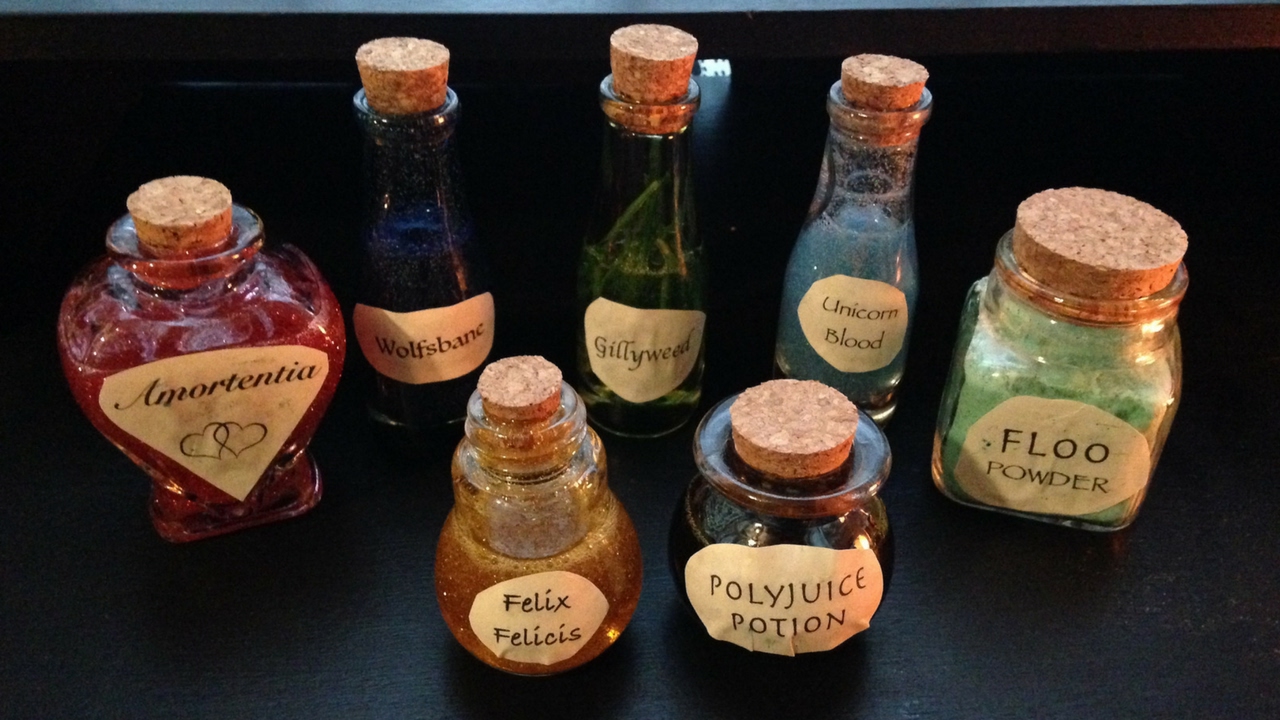 Amortentia
Wolfsbane
Gillyweed
Unicorn
Blood
FLOO
POWDER
Felix
Felicis
POLYJUICE
POTION